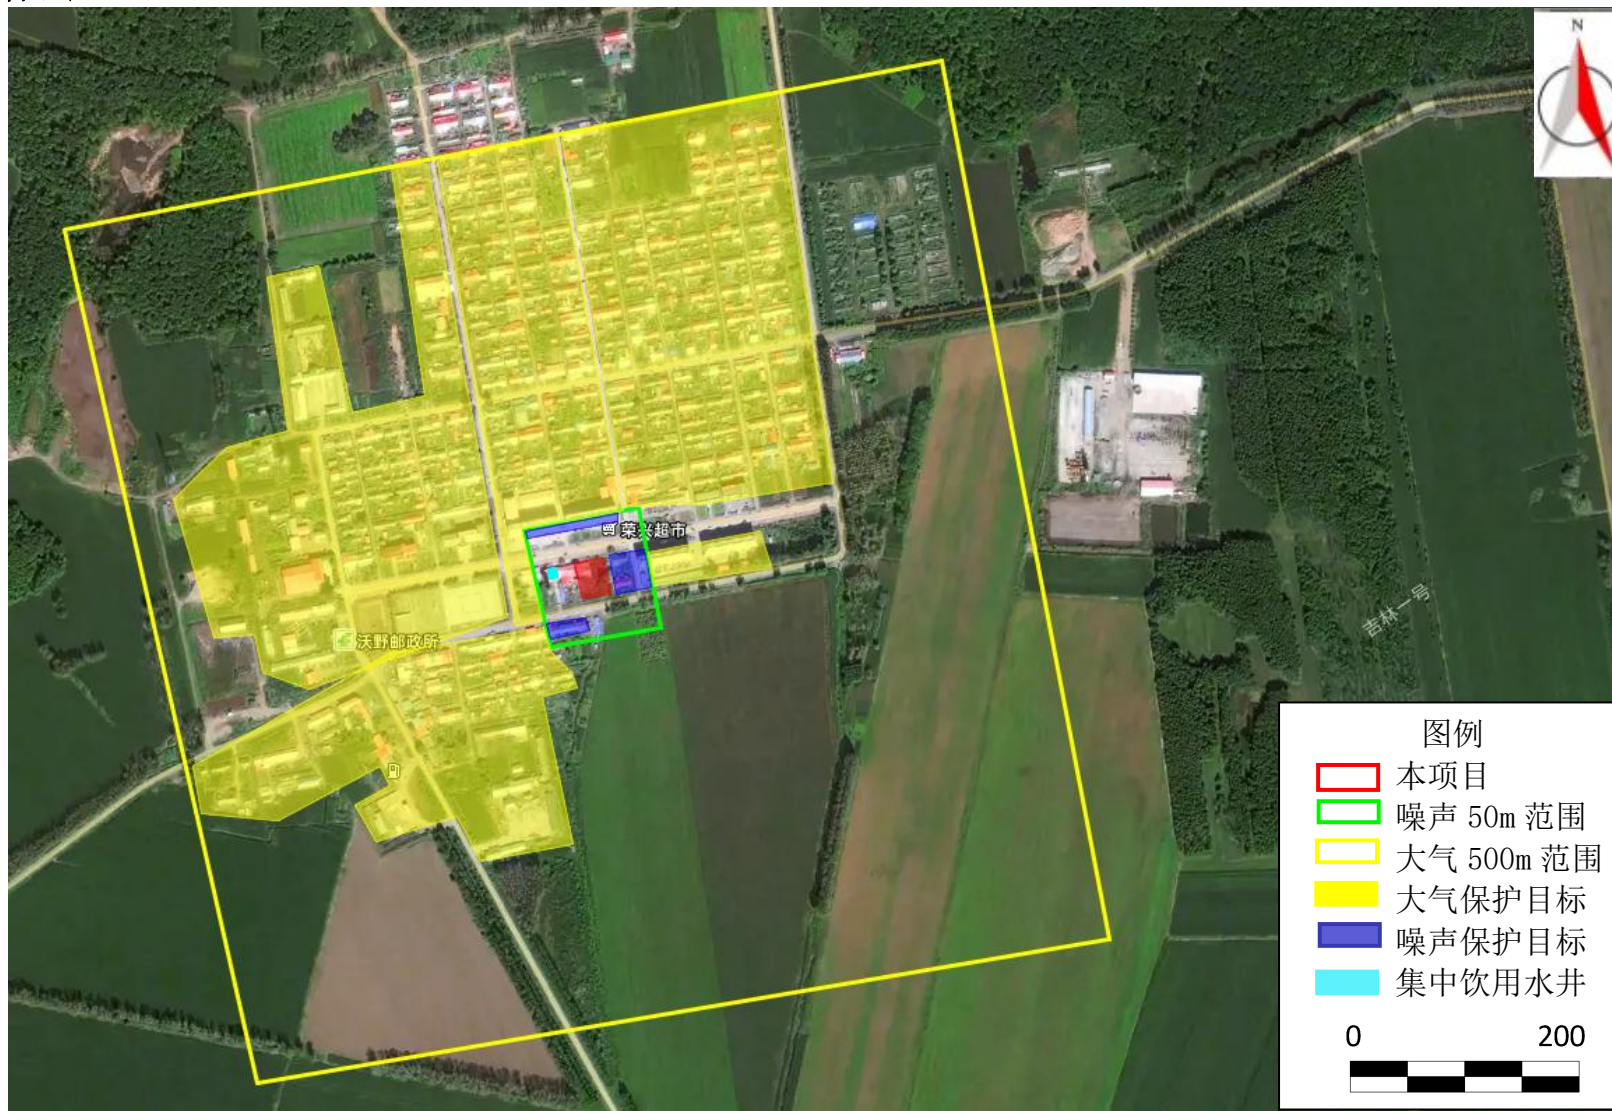 N
荣兴超市
沃野邮政所
吉林一号
图例
本项目
噪声 50m 范围
大气 500m 范围
大气保护目标
噪声保护目标
集中饮用水井
0 200